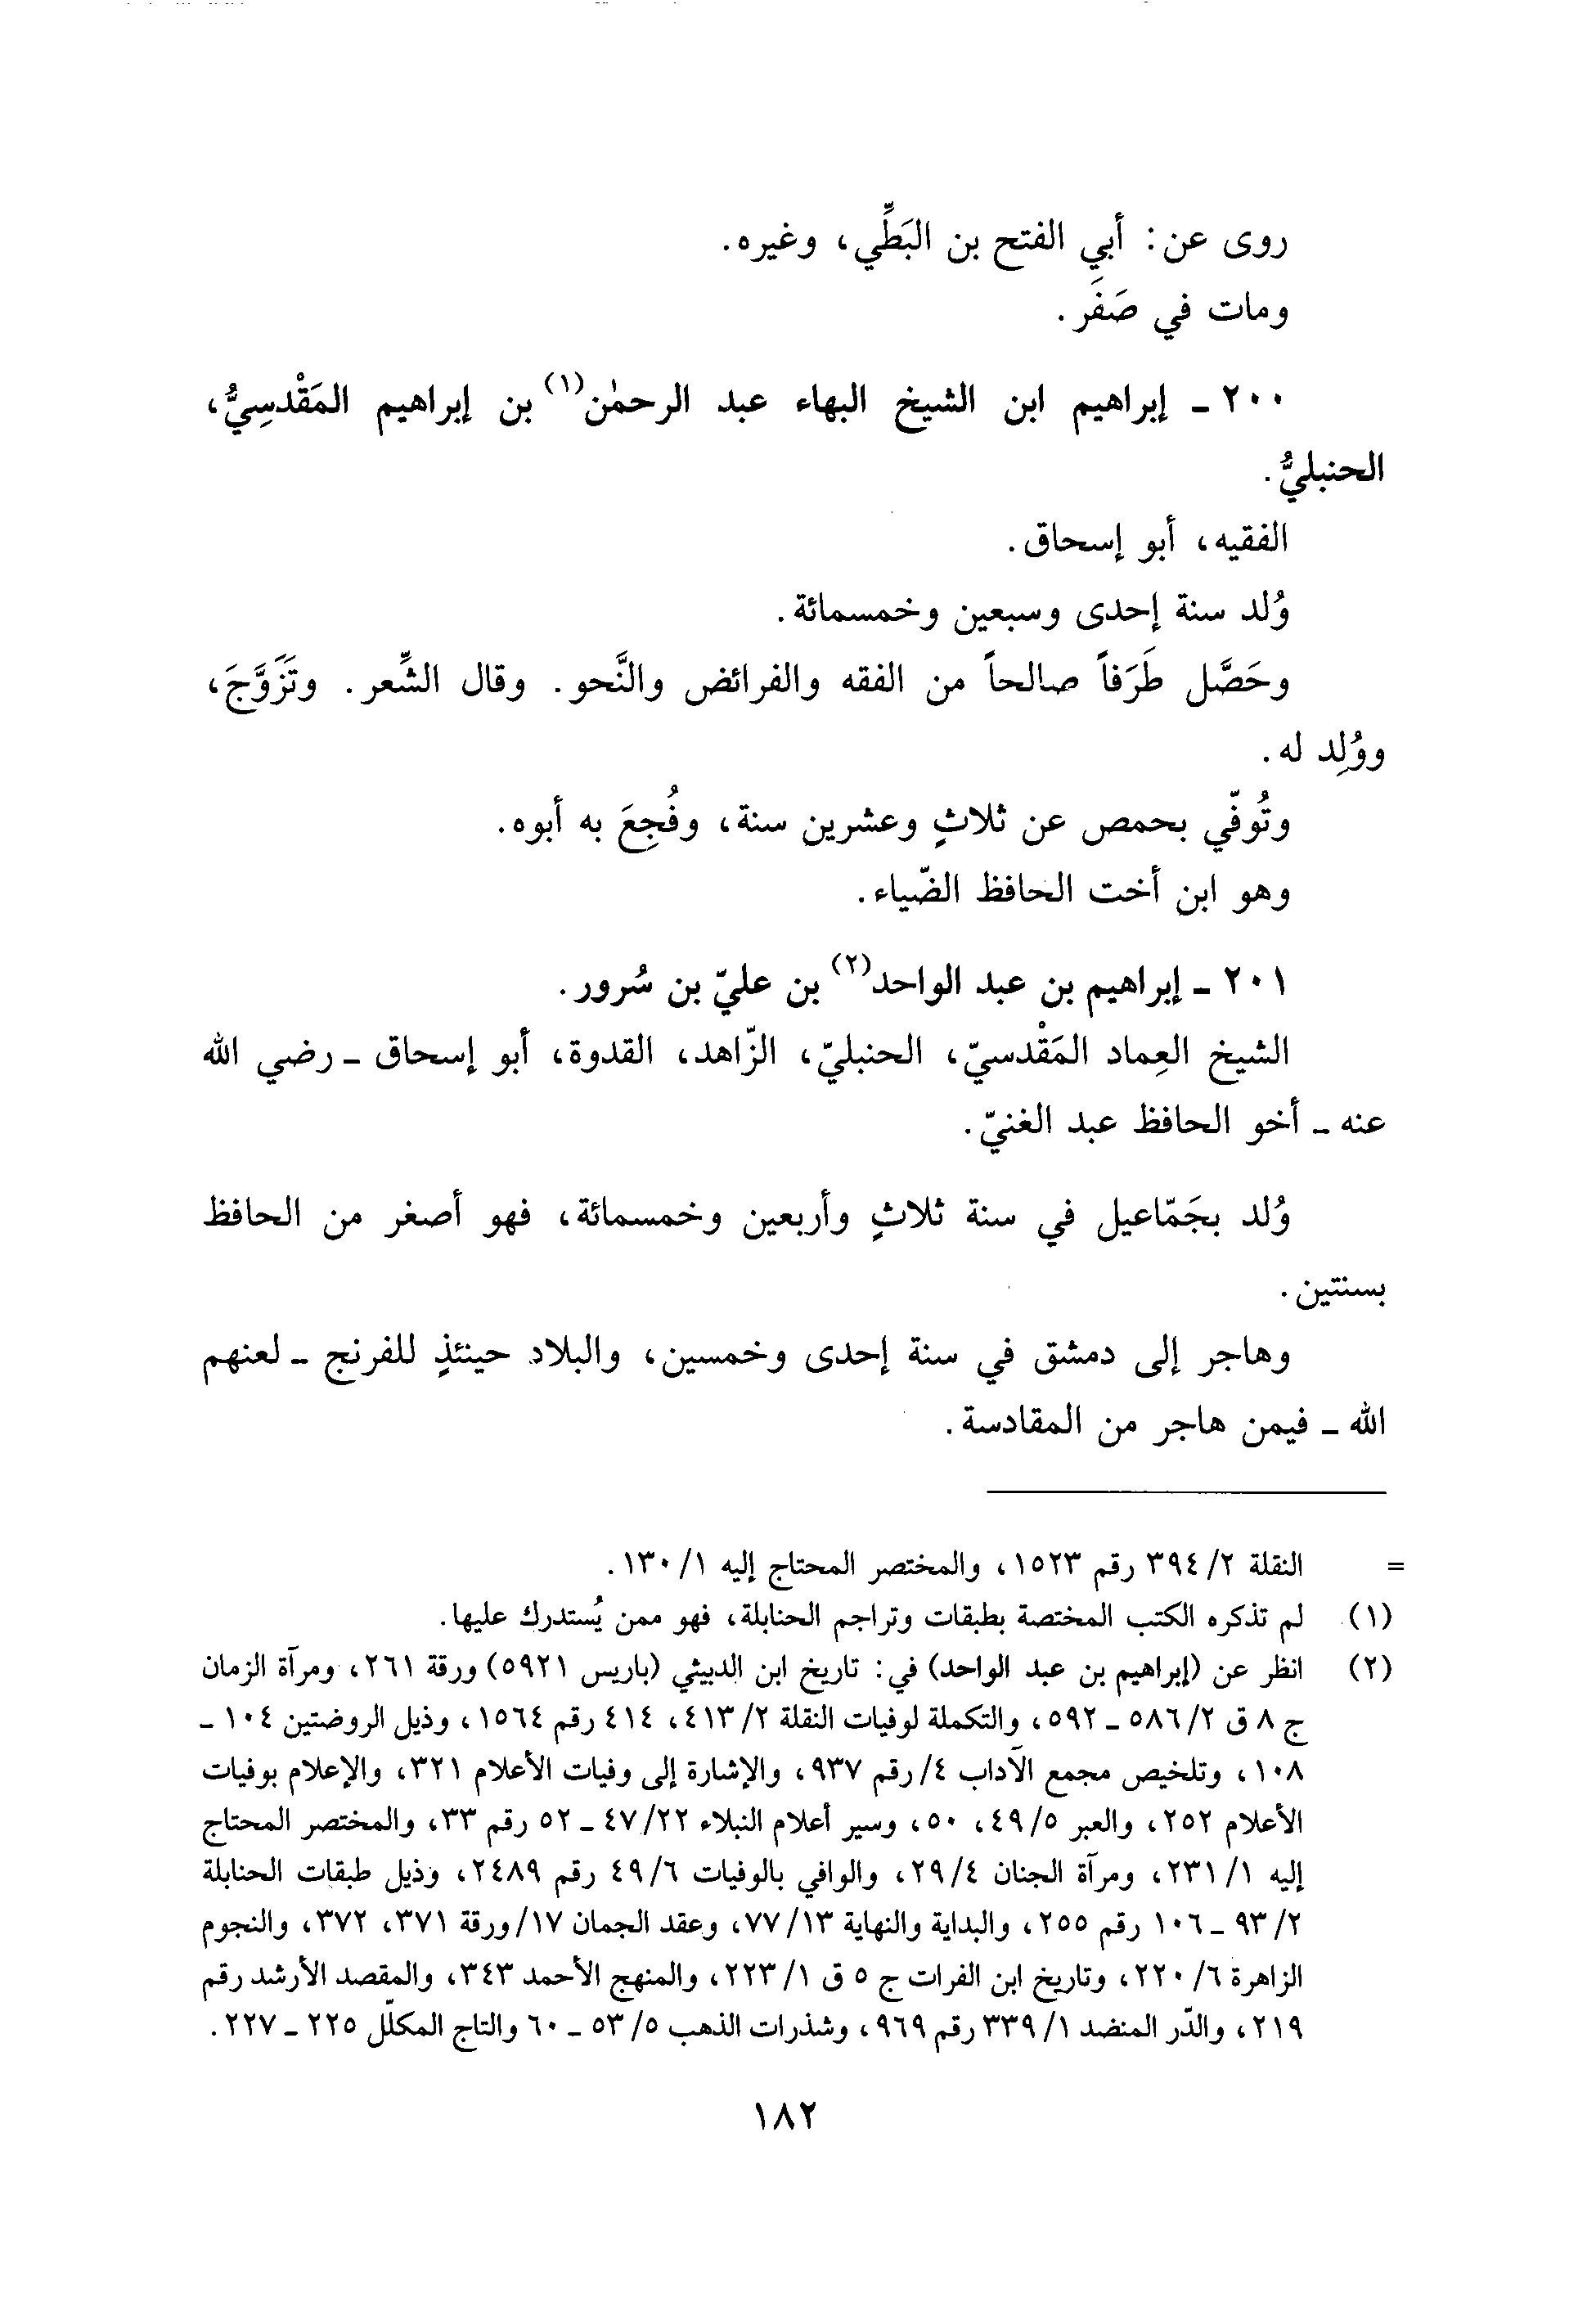 روى عن: أبي الفتح بن البَطِّي، وغيره.
ومات في صَفَر.
٢٠٠ ـ إبراهيم ابن الشيخ البهاء عبد الرحمٰن(١) بن إبراهيم المَقْدسِيُّ،
الحنبليُّ.
الفقيه، أبو إسحاق.
وُلد سنة إحدى وسبعين وخمسمائة.
وحَصَّل طَرَفاً صالحاً من الفقه والفرائض والنَّحو. وقال الشِّعر. وتَزَوَّجَ،
ووُلِد له.
وتُوفّي بحمص عن ثلاثٍ وعشرين سنة، وفُجِعَ به أبوه.
وهو ابن أخت الحافظ الضّياء.
٢٠١ ـ إبراهيم بن عبد الواحد(٢) بن عليّ بن سُرور.
الشيخ العِماد المَقْدسيّ، الحنبليّ، الزّاهد، القدوة، أبو إسحاق ـ رضي الله
عنه ـ أخو الحافظ عبد الغنيّ.
وُلد بجَمّاعيل في سنة ثلاثٍ وأربعين وخمسمائة، فهو أصغر من الحافظ
بسنتين.
وهاجر إلى دمشق في سنة إحدى وخمسين، والبلاد حينئذٍ للفرنج ـ لعنهم
الله ـ فيمن هاجر من المقادسة.
= النقلة ٢/ ٣٩٤ رقم ١٥٢٣، والمختصر المحتاج إليه ١/ ١٣٠.
(١) لم تذكره الكتب المختصة بطبقات وتراجم الحنابلة، فهو ممن يُستدرك عليها.
(٢) انظر عن (إبراهيم بن عبد الواحد) في: تاريخ ابن الدبيثي (باريس ٥٩٢١) ورقة ٢٦١، ومرآة الزمان
ج ٨ ق ٢/ ٥٨٦ ـ ٥٩٢، والتكملة لوفيات النقلة ٢/ ٤١٣، ٤١٤ رقم ١٥٦٤، وذيل الروضتين ١٠٤ ـ
١٠٨، وتلخيص مجمع الآداب ٤/ رقم ٩٣٧، والإشارة إلى وفيات الأعلام ٣٢١، والإعلام بوفيات
الأعلام ٢٥٢، والعبر ٥/ ٤٩، ٥٠، وسير أعلام النبلاء ٢٢/ ٤٧ ـ ٥٢ رقم ٣٣، والمختصر المحتاج
إليه ١/ ٢٣١، ومرآة الجنان ٤/ ٢٩، والوافي بالوفيات ٦/ ٤٩ رقم ٢٤٨٩، وذيل طبقات الحنابلة
٢/ ٩٣ ـ ١٠٦ رقم ٢٥٥، والبداية والنهاية ١٣/ ٧٧، وعقد الجمان ١٧/ ورقة ٣٧١، ٣٧٢، والنجوم
الزاهرة ٦/ ٢٢٠، وتاريخ ابن الفرات ج ٥ ق ١/ ٢٢٣، والمنهج الأحمد ٣٤٣، والمقصد الأرشد رقم
٢١٩، والدّر المنضد ١/ ٣٣٩ رقم ٩٦٩، وشذرات الذهب ٥/ ٥٣ ـ ٦٠ والتاج المكلّل ٢٢٥ ـ ٢٢٧.
١٨٢